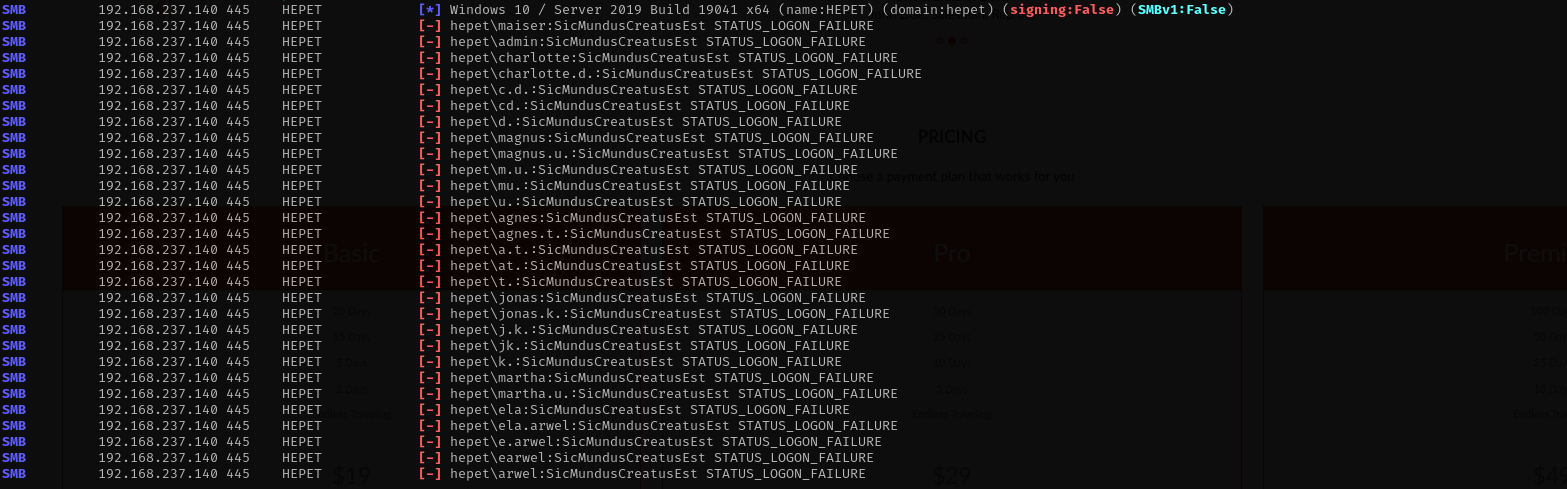 SMB 192.168.237.140 445 HEPET [*] Windows 10 / Server 2019 Build 19041 x64 (name:HEPET) (domain:hepet) (signing:False) (SMBv1:False)
SMB 192.168.237.140 445 HEPET [-] hepet\maiser:SicMundusCreatusEst STATUS_LOGON_FAILURE
SMB 192.168.237.140 445 HEPET [-] hepet\admin:SicMundusCreatusEst STATUS_LOGON_FAILURE
SMB 192.168.237.140 445 HEPET [-] hepet\charlotte:SicMundusCreatusEst STATUS_LOGON_FAILURE
SMB 192.168.237.140 445 HEPET [-] hepet\charlotte.d.:SicMundusCreatusEst STATUS_LOGON_FAILURE
SMB 192.168.237.140 445 HEPET [-] hepet\c.d.:SicMundusCreatusEst STATUS_LOGON_FAILURE
SMB 192.168.237.140 445 HEPET [-] hepet\cd.:SicMundusCreatusEst STATUS_LOGON_FAILURE
SMB 192.168.237.140 445 HEPET [-] hepet\d.:SicMundusCreatusEst STATUS_LOGON_FAILURE
SMB 192.168.237.140 445 HEPET [-] hepet\magnus:SicMundusCreatusEst STATUS_LOGON_FAILURE
SMB 192.168.237.140 445 HEPET [-] hepet\magnus.u.:SicMundusCreatusEst STATUS_LOGON_FAILURE
SMB 192.168.237.140 445 HEPET [-] hepet\m.u.:SicMundusCreatusEst STATUS_LOGON_FAILURE
SMB 192.168.237.140 445 HEPET [-] hepet\mu.:SicMundusCreatusEst STATUS_LOGON_FAILURE
SMB 192.168.237.140 445 HEPET [-] hepet\u.:SicMundusCreatusEst STATUS_LOGON_FAILURE
SMB 192.168.237.140 445 HEPET [-] hepet\agnes:SicMundusCreatusEst STATUS_LOGON_FAILURE
SMB 192.168.237.140 445 HEPET [-] hepet\agnes.t.:SicMundusCreatusEst STATUS_LOGON_FAILURE
SMB 192.168.237.140 445 HEPET [-] hepet\a.t.:SicMundusCreatusEst STATUS_LOGON_FAILURE
SMB 192.168.237.140 445 HEPET [-] hepet\at.:SicMundusCreatusEst STATUS_LOGON_FAILURE
SMB 192.168.237.140 445 HEPET [-] hepet\t.:SicMundusCreatusEst STATUS_LOGON_FAILURE
SMB 192.168.237.140 445 HEPET [-] hepet\jonas:SicMundusCreatusEst STATUS_LOGON_FAILURE
SMB 192.168.237.140 445 HEPET [-] hepet\jonas.k.:SicMundusCreatusEst STATUS_LOGON_FAILURE
SMB 192.168.237.140 445 HEPET [-] hepet\j.k.:SicMundusCreatusEst STATUS_LOGON_FAILURE
SMB 192.168.237.140 445 HEPET [-] hepet\jk.:SicMundusCreatusEst STATUS_LOGON_FAILURE
SMB 192.168.237.140 445 HEPET [-] hepet\k.:SicMundusCreatusEst STATUS_LOGON_FAILURE
SMB 192.168.237.140 445 HEPET [-] hepet\martha:SicMundusCreatusEst STATUS_LOGON_FAILURE
SMB 192.168.237.140 445 HEPET [-] hepet\martha.u.:SicMundusCreatusEst STATUS_LOGON_FAILURE
SMB 192.168.237.140 445 HEPET [-] hepet\ela:SicMundusCreatusEst STATUS_LOGON_FAILURE
SMB 192.168.237.140 445 HEPET [-] hepet\ela.arwel:SicMundusCreatusEst STATUS_LOGON_FAILURE
SMB 192.168.237.140 445 HEPET [-] hepet\e.arwel:SicMundusCreatusEst STATUS_LOGON_FAILURE
SMB 192.168.237.140 445 HEPET [-] hepet\earwel:SicMundusCreatusEst STATUS_LOGON_FAILURE
SMB 192.168.237.140 445 HEPET [-] hepet\arwel:SicMundusCreatusEst STATUS_LOGON_FAILURE
PRICING
a payment plan that works for you
Basic
Pro
$19
$29